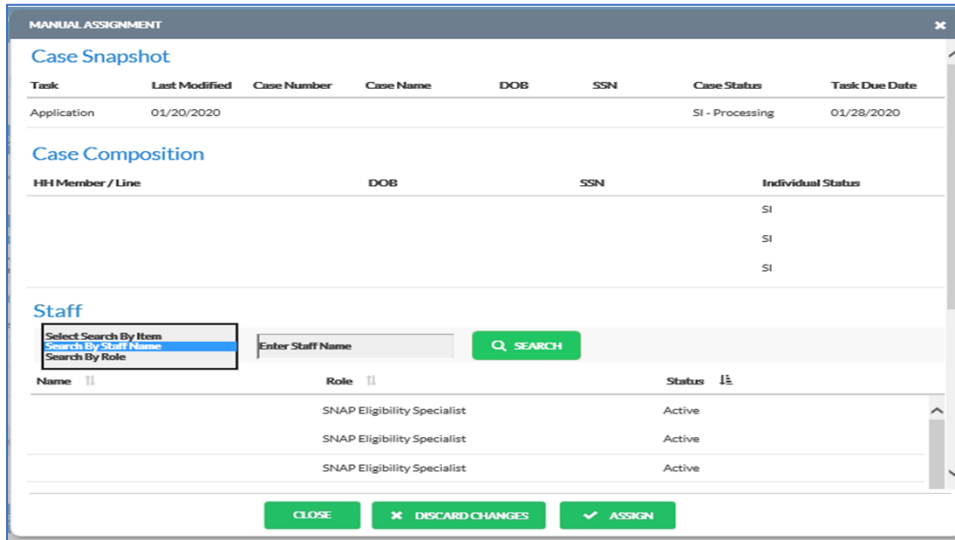 MANUAL ASSIGNMENT
Case Snapshot
Task Last Modified Case Number Case Name DOB SSN Case Status Task Due Date
Application 01/20/2020 SI - Processing 01/28/2020
Case Composition
HH Member / Line DOB SSN Individual Status
SI
SI
SI
Staff
Select Search By Item
Search By Staff Name
Search By Role
Enter Staff Name
SEARCH
Name Role Status
SNAP Eligibility Specialist Active
SNAP Eligibility Specialist Active
SNAP Eligibility Specialist Active
CLOSE DISCARD CHANGES ASSIGN